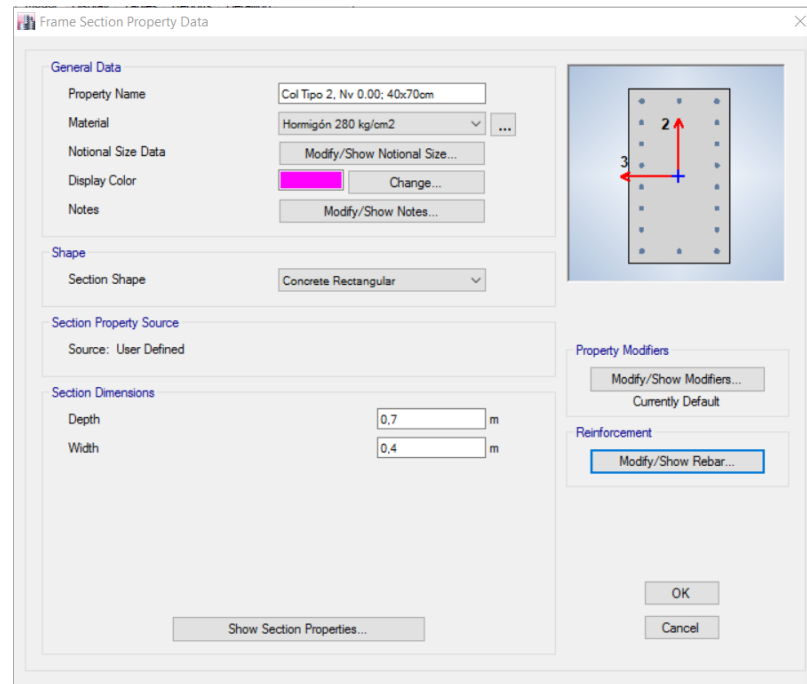 Frame Section Property Data
General Data
Property Name
Col Tipo 2, Nv 0.00; 40x70cm
Material
Hormigón 280 kg/cm2
...
Notional Size Data
Modify/Show Notional Size...
Display Color
Change...
Notes
Modify/Show Notes...
2
3
Shape
Section Shape
Concrete Rectangular
Section Property Source
Source: User Defined
Section Dimensions
Depth
0,7
m
Width
0,4
m
Show Section Properties...
Property Modifiers
Modify/Show Modifiers...
Currently Default
Reinforcement
Modify/Show Rebar...
OK
Cancel